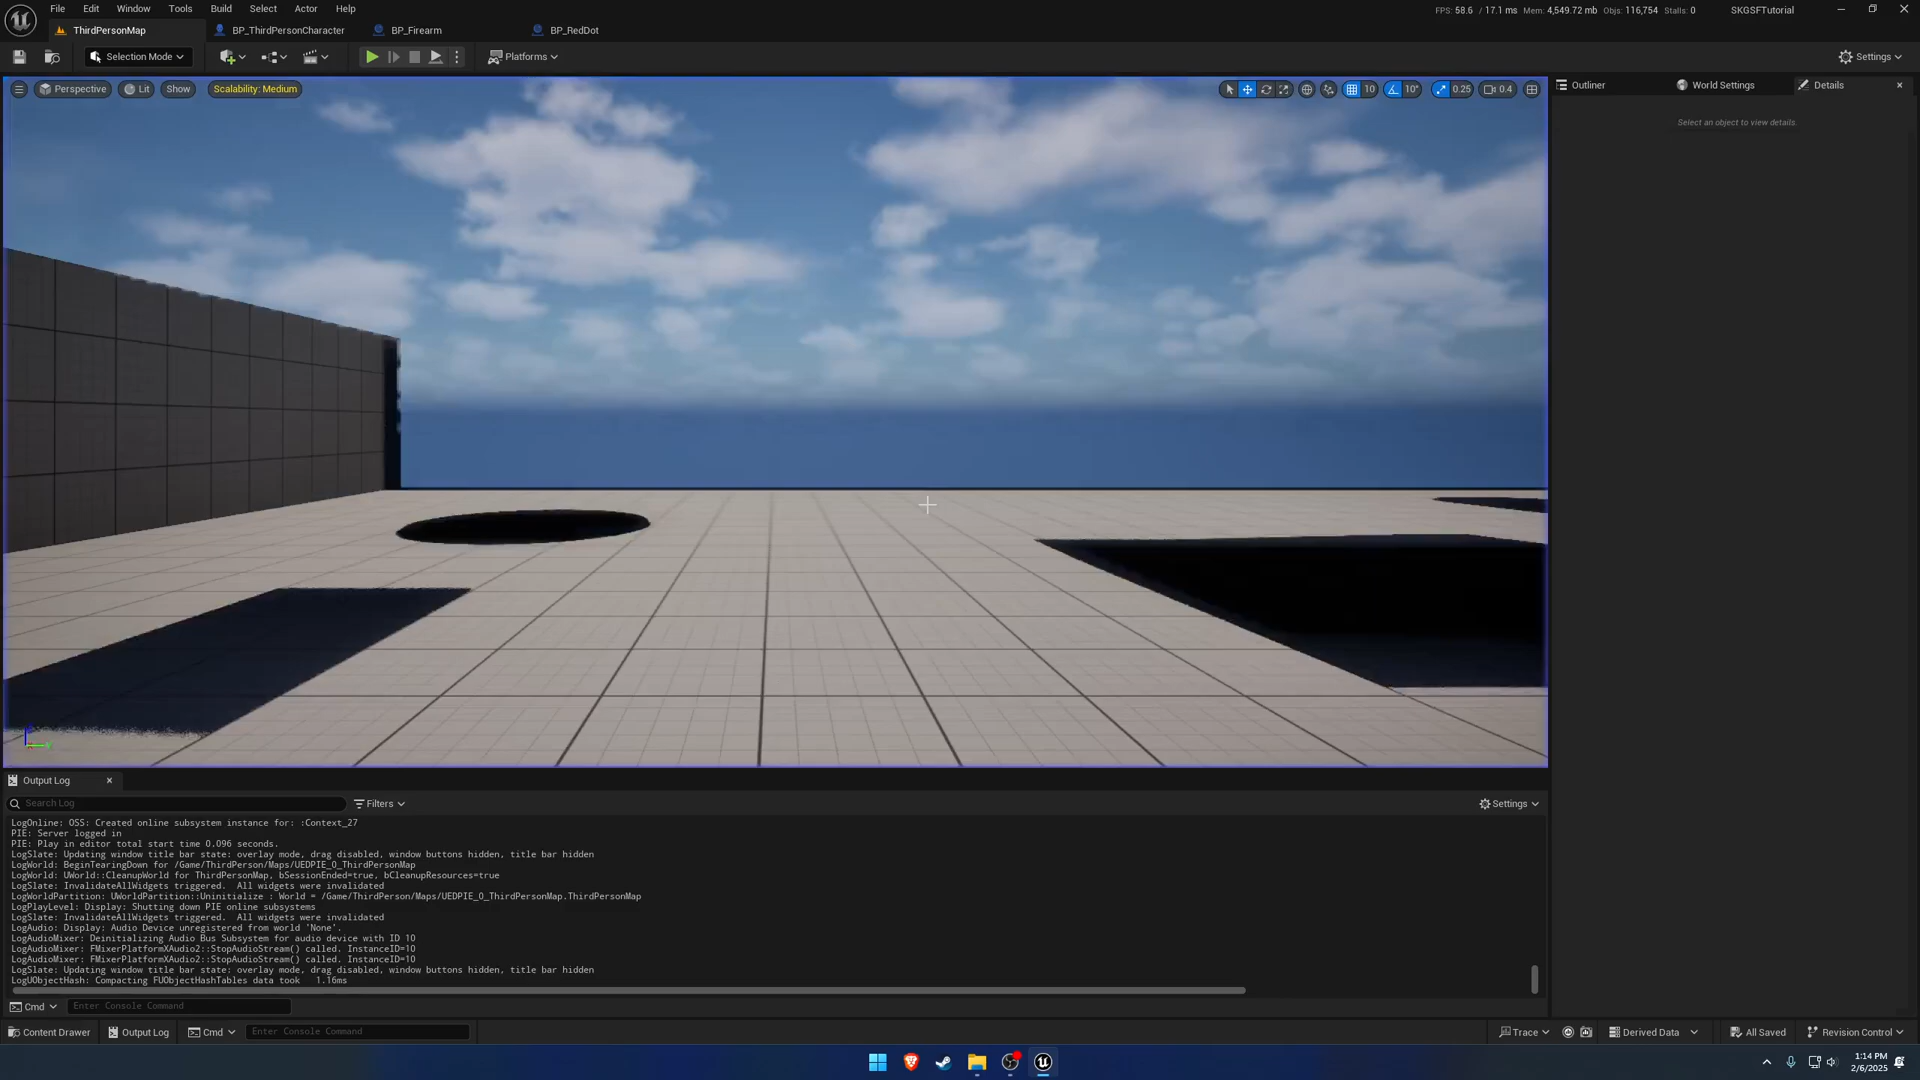 File Edit Window Tools Build Select Actor Help
FPS: 58.6 / 17.1 ms Mem: 4,549.72 mb Objs: 116,754 Stalls: 0
SKGSFTutorial
ThirdPersonMap
BP_ThirdPersonCharacter
BP_Firearm
BP_RedDot
Selection Mode
Platforms
Settings
Perspective
Lit
Show
Scalability: Medium
10
10°
0.25
0.4
Outliner
World Settings
Details
Select an object to view details.
Output Log
Search Log
Filters
Settings
LogOnline: OSS: Created online subsystem instance for: :Context_27
PIE: Server logged in
PIE: Play in editor total start time 0.096 seconds.
LogSlate: Updating window title bar state: overlay mode, drag disabled, window buttons hidden, title bar hidden
LogWorld: BeginTearingDown for /Game/ThirdPerson/Maps/UEDPIE_0_ThirdPersonMap
LogWorld: UWorld::CleanupWorld for ThirdPersonMap, bSessionEnded=true, bCleanupResources=true
LogSlate: InvalidateAllWidgets triggered.  All widgets were invalidated
LogWorldPartition: UWorldPartition::Uninitialize : World = /Game/ThirdPerson/Maps/UEDPIE_0_ThirdPersonMap.ThirdPersonMap
LogPlayLevel: Display: Shutting down PIE online subsystems
LogSlate: InvalidateAllWidgets triggered.  All widgets were invalidated
LogAudio: Display: Audio Device unregistered from world 'None'.
LogAudioMixer: Deinitializing Audio Bus Subsystem for audio device with ID 10
LogAudioMixer: FMixerPlatformXAudio2::StopAudioStream() called. InstanceID=10
LogAudioMixer: FMixerPlatformXAudio2::StopAudioStream() called. InstanceID=10
LogSlate: Updating window title bar state: overlay mode, drag disabled, window buttons hidden, title bar hidden
LogUObjectHash: Compacting FUObjectHashTables data took   1.16ms
Cmd
Enter Console Command
Content Drawer
Output Log
Cmd
Enter Console Command
Trace
Derived Data
All Saved
Revision Control
1:14 PM
2/6/2025